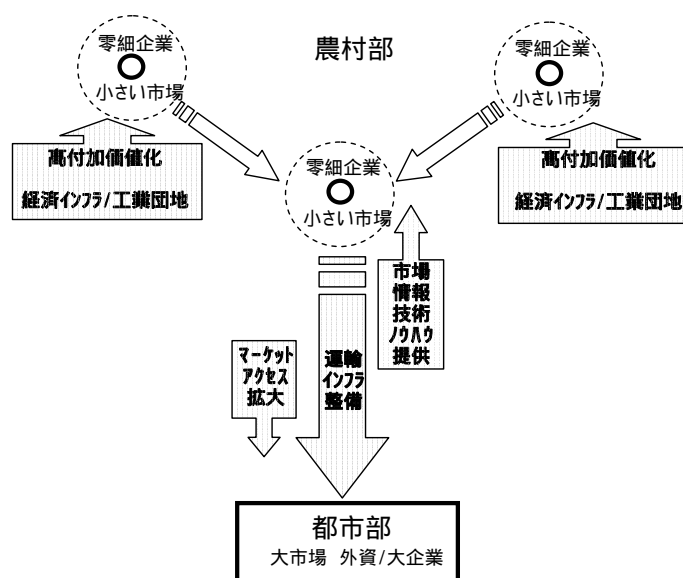 農村部
零細企業
小さい市場
零細企業
小さい市場
高付加価値化
経済インフラ/工業団地
零細企業
小さい市場
高付加価値化
経済インフラ/工業団地
市場
情報
技術
ノウハウ
提供
マーケット
アクセス
拡大
運輸
インフラ
整備
都市部
大市場 外資/大企業